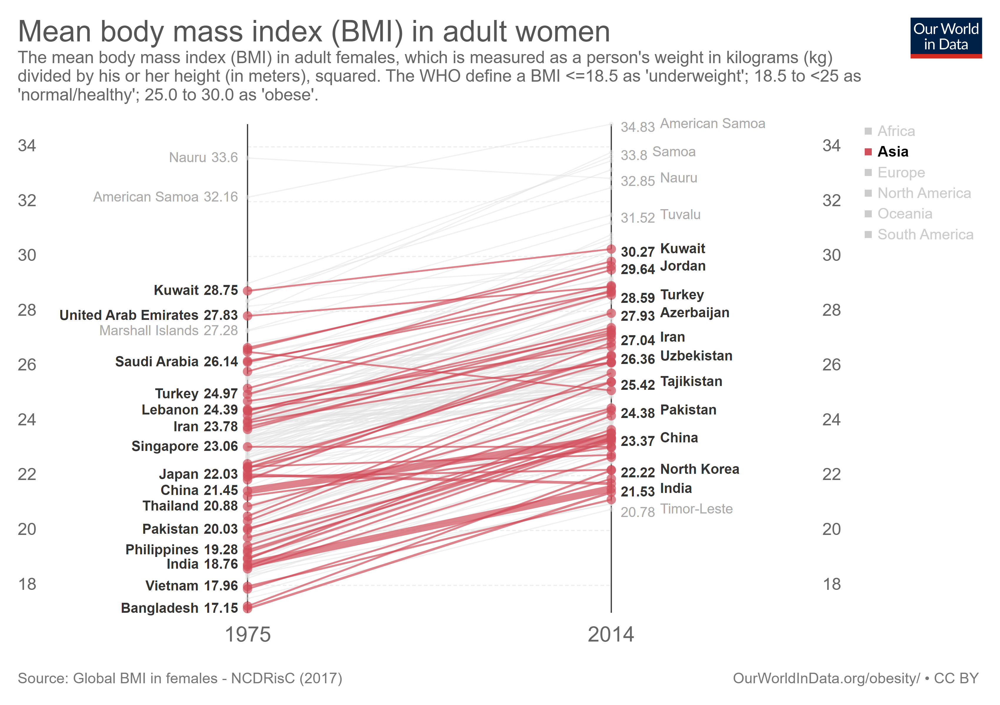 Mean body mass index (BMI) in adult women
Our World
in Data
The mean body mass index (BMI) in adult females, which is measured as a person's weight in kilograms (kg)
divided by his or her height (in meters), squared. The WHO define a BMI <=18.5 as 'underweight'; 18.5 to <25 as
'normal/healthy'; 25.0 to 30.0 as 'obese'.
34
32
30
28
26
24
22
20
18
Nauru 33.6
American Samoa 32.16
Kuwait 28.75
United Arab Emirates 27.83
Marshall Islands 27.28
Saudi Arabia 26.14
Turkey 24.97
Lebanon 24.39
Iran 23.78
Singapore 23.06
Japan 22.03
China 21.45
Thailand 20.88
Pakistan 20.03
Philippines 19.28
India 18.76
Vietnam 17.96
Bangladesh 17.15
34.83 American Samoa
33.8 Samoa
32.85 Nauru
31.52 Tuvalu
30.27 Kuwait
29.64 Jordan
28.59 Turkey
27.93 Azerbaijan
27.04 Iran
26.36 Uzbekistan
25.42 Tajikistan
24.38 Pakistan
23.37 China
22.22 North Korea
21.53 India
20.78 Timor-Leste
34
32
30
28
26
24
22
20
18
Africa
Asia
Europe
North America
Oceania
South America
1975
2014
Source: Global BMI in females - NCDRisC (2017)
OurWorldInData.org/obesity/ • CC BY